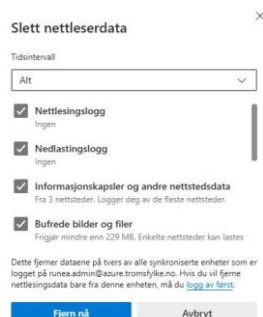 Slett nettleserdata
Tidsintervall
Alt
Nettlesingslogg
Ingen
Nedlastingslogg
Ingen
Informasjonskapsler og andre nettstedsdata
Fra 3 nettsteder. Logger deg av de fleste nettsteder.
Bufrede bilder og filer
Frigjør mindre enn 229 MB. Enkelte nettsteder kan lastes
Dette fjerner dataene på tvers av alle synkroniserte enheter som er
logget på runea.admin@azure.tromsfylke.no. Hvis du vil fjerne
nettlesingsdata bare fra denne enheten, må du logg av først.
Fjern nå
Avbryt